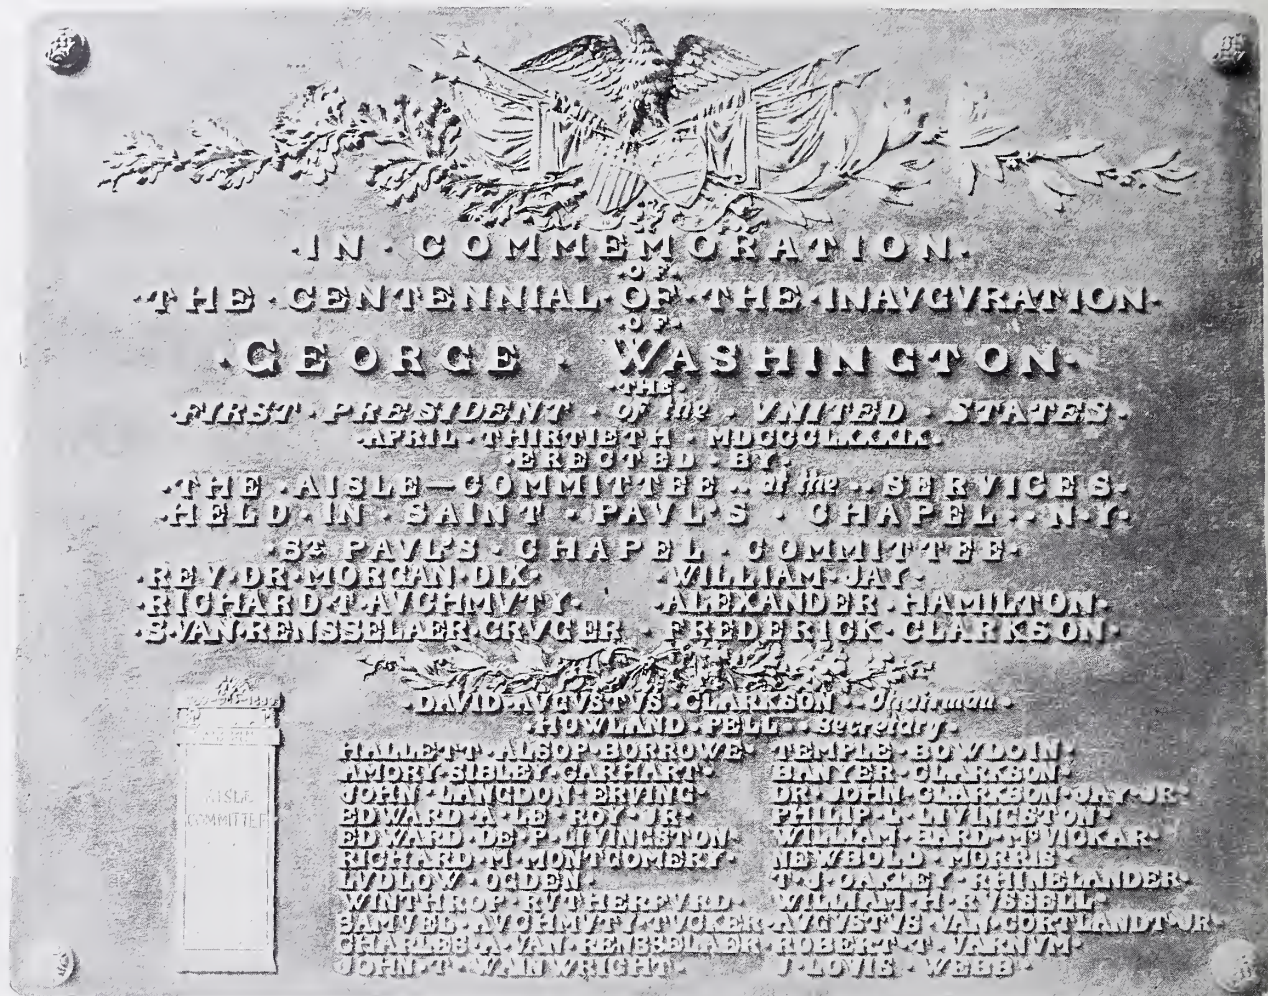 ·IN · COMMEMORATION·
·OF·
·THE · CENTENNIAL · OF · THE · INAVGVRATION·
·OF·
·GEORGE · WASHINGTON·
·THE·
·FIRST · PRESIDENT · of the · VNITED · STATES·
·APRIL · THIRTIETH · MDCCCLXXXIX·
·ERECTED · BY·
·THE · AISLE—COMMITTEE ·· at the ·· SERVICES·
·HELD · IN · SAINT · PAVL'S · CHAPEL ·· N·Y·
·ST· PAVL'S · CHAPEL · COMMITTEE·
·REV·DR·MORGAN·DIX· ·WILLIAM·JAY·
·RICHARD·T·AVCHMVTY· ·ALEXANDER·HAMILTON·
·S·VAN·RENSSELAER·CRVGER · FREDERICK·CLARKSON·
·DAVID·AVGVSTVS·CLARKSON ·· Chairman·
·HOWLAND·PELL ·· Secretary·
HALLETT·ALSOP·BORROWE· TEMPLE·BOWDOIN·
AMORY·SIBLEY·CARHART· BANYER·CLARKSON·
JOHN·LANGDON·ERVING· DR·JOHN·CLARKSON·JAY·JR·
EDWARD·A·LE·ROY·JR· PHILIP·L·LIVINGSTON·
EDWARD·DE·P·LIVINGSTON· WILLIAM·BARD·McVICKAR·
RICHARD·M·MONTGOMERY· NEWBOLD·MORRIS·
LVDLOW·OGDEN· T·J·OAKLEY·RHINELANDER·
WINTHROP·RVTHERFVRD· WILLIAM·H·RVSSELL·
SAMVEL·AVCHMVTY·TVCKER·AVGVSTVS·VAN·CORTLANDT·JR·
CHARLES·A·VAN·RENSSELAER·ROBERT·T·VARNVM·
JOHN·T·WAINWRIGHT· J·LOVIS·WEBB·
AISLE
COMMITTEE